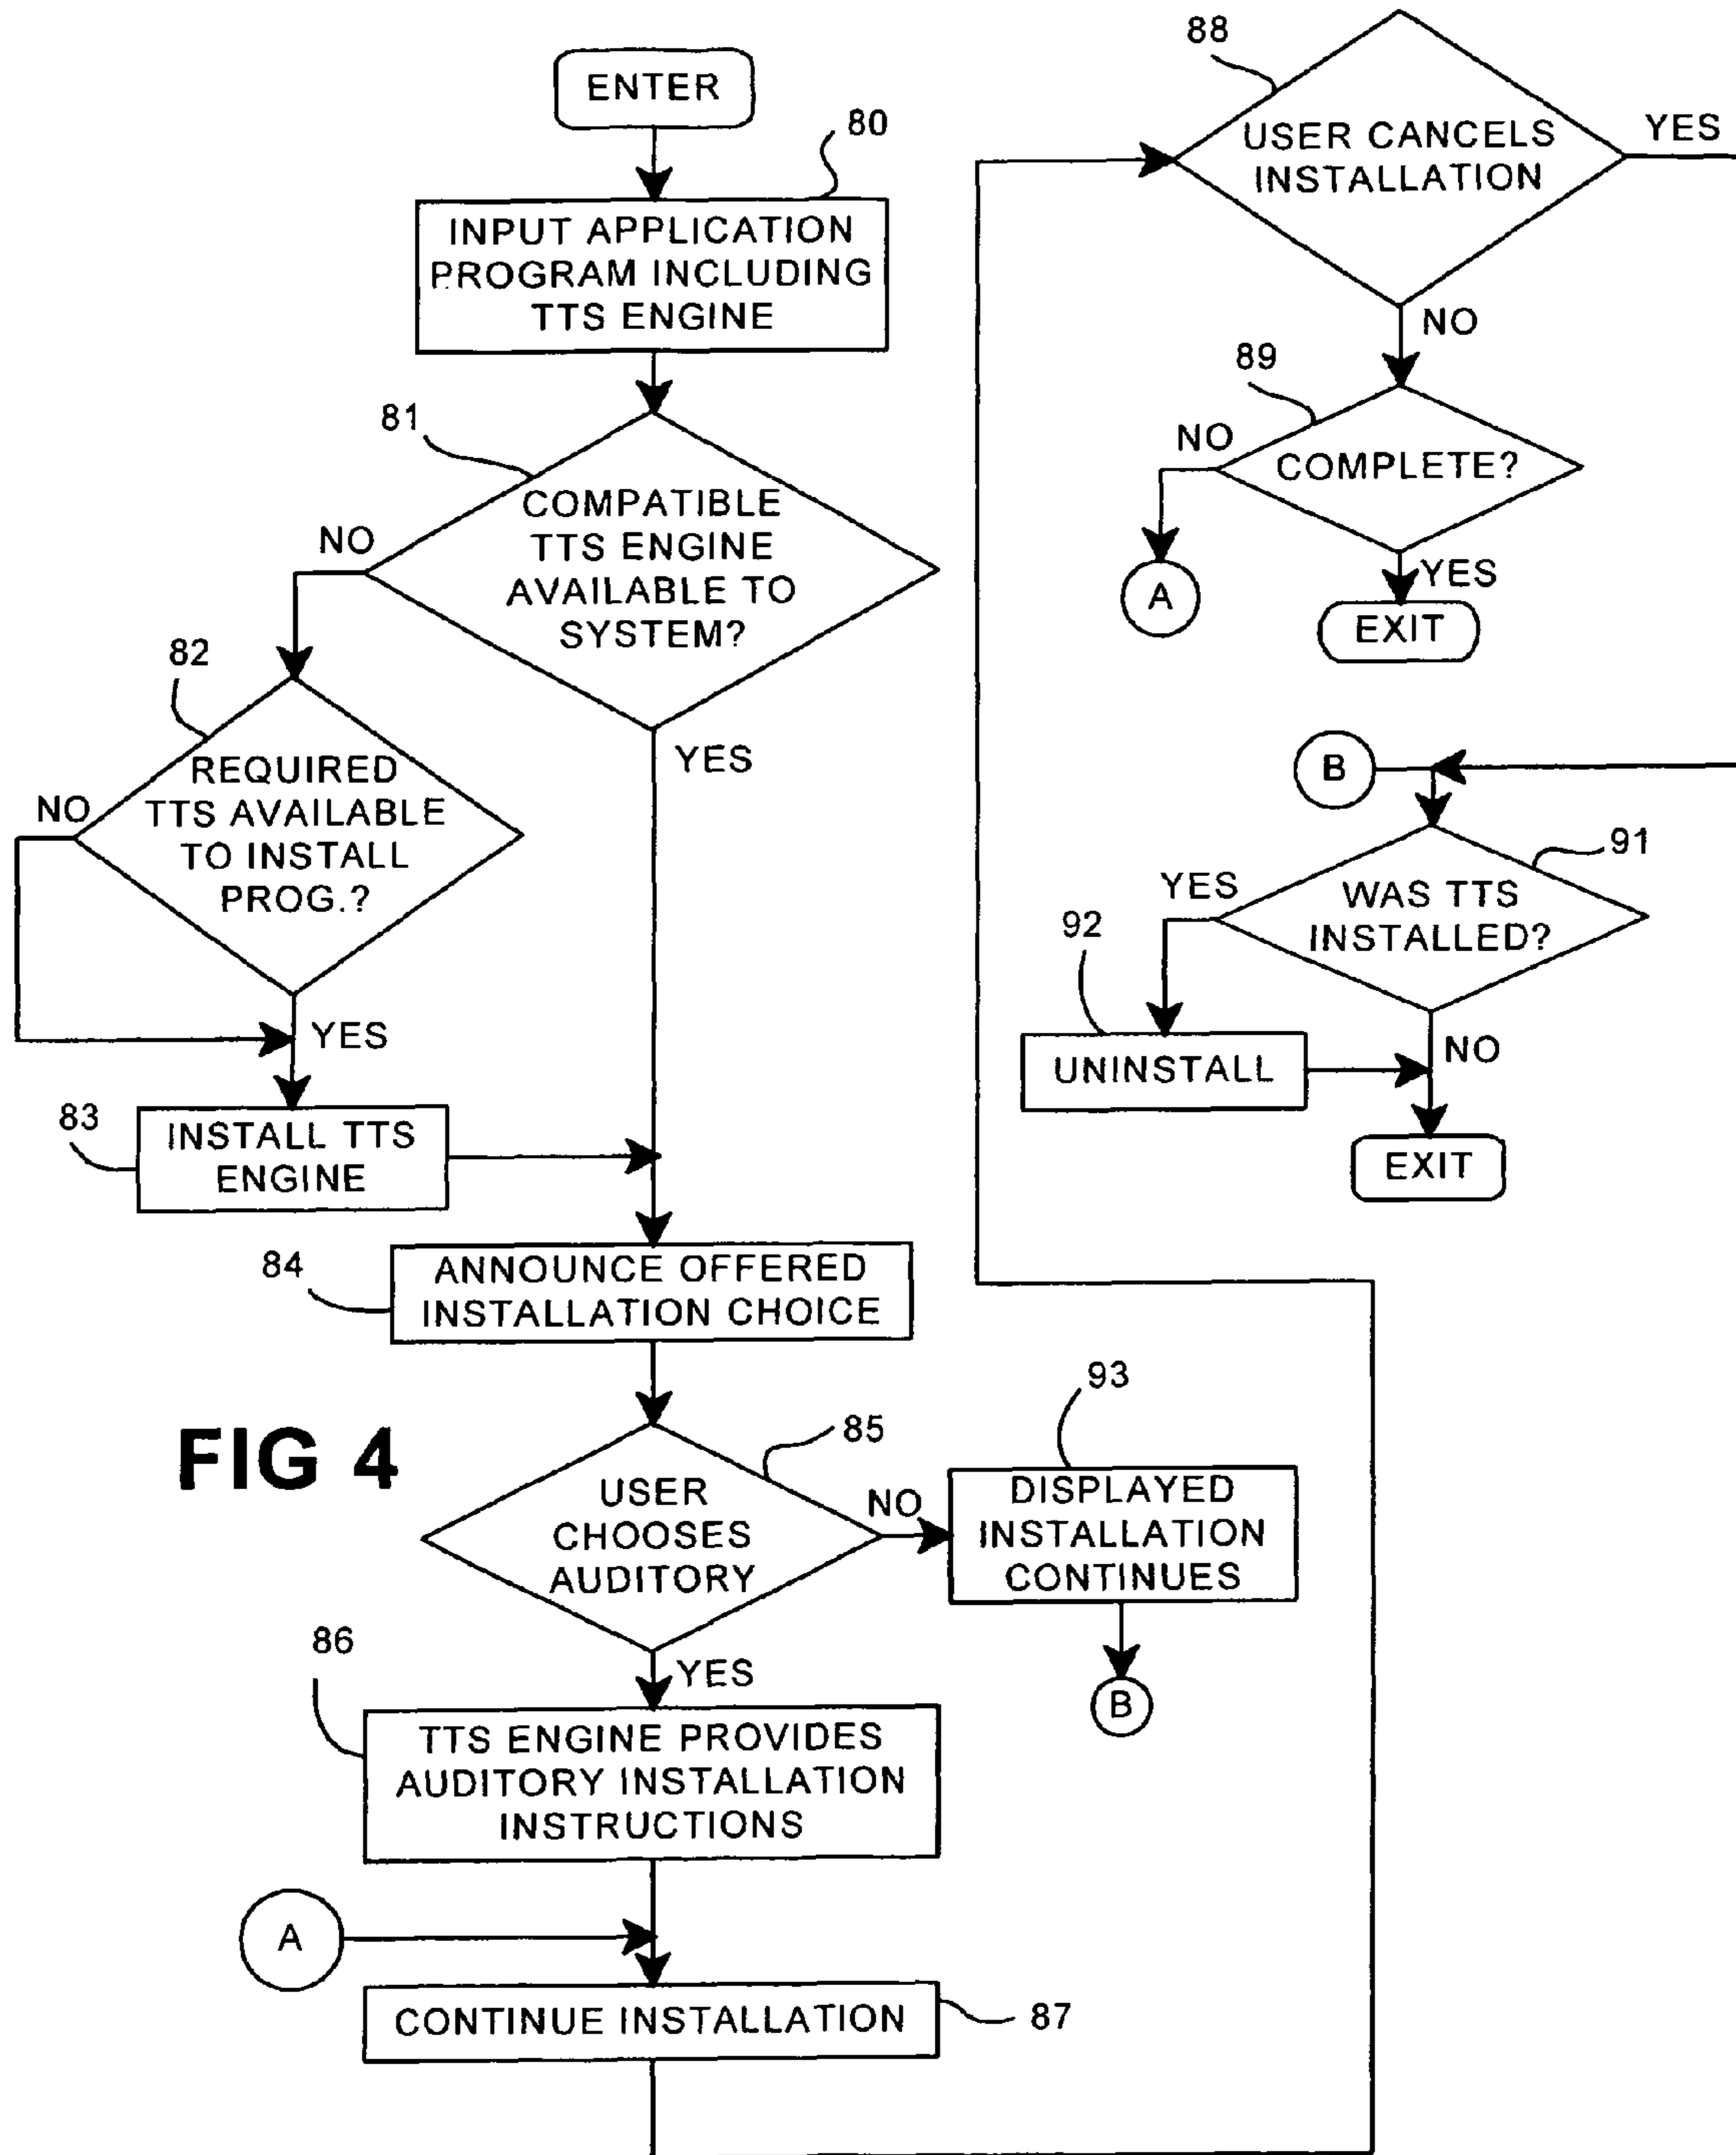 ENTER
80
INPUT APPLICATION
PROGRAM INCLUDING
TTS ENGINE
81
COMPATIBLE
TTS ENGINE
AVAILABLE TO
SYSTEM?
NO
YES
82
REQUIRED
TTS AVAILABLE
TO INSTALL
PROG.?
NO
YES
83
INSTALL TTS
ENGINE
84
ANNOUNCE OFFERED
INSTALLATION CHOICE
FIG 4
85
USER
CHOOSES
AUDITORY
NO
YES
93
DISPLAYED
INSTALLATION
CONTINUES
B
86
TTS ENGINE PROVIDES
AUDITORY INSTALLATION
INSTRUCTIONS
A
CONTINUE INSTALLATION
87
88
USER CANCELS
INSTALLATION
YES
NO
89
COMPLETE?
NO
A
YES
EXIT
B
91
WAS TTS
INSTALLED?
YES
NO
92
UNINSTALL
EXIT